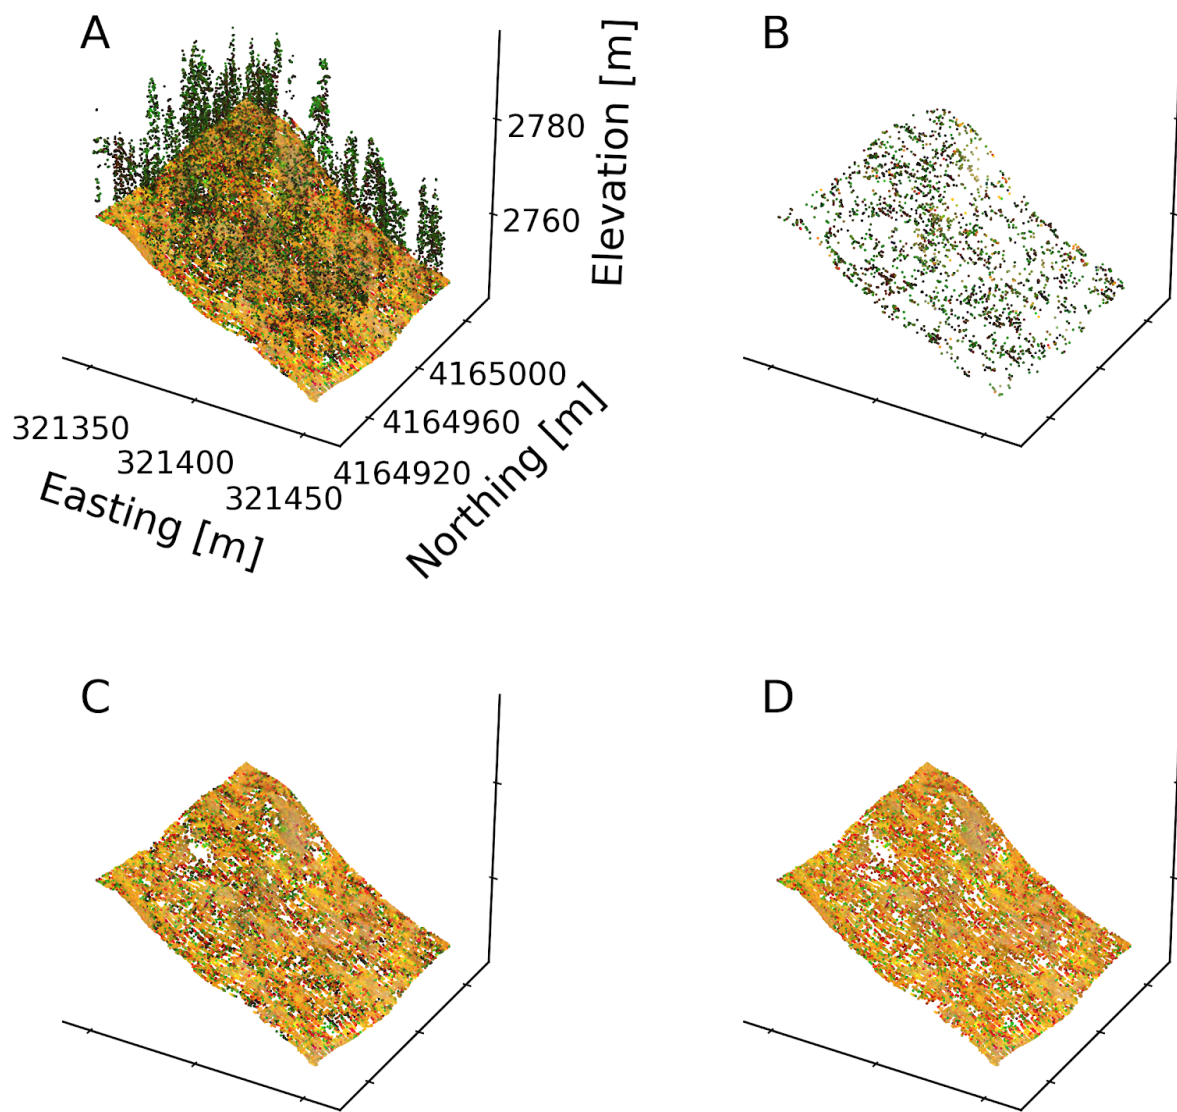 A
B
2780
2760
Elevation [m]
4165000
4164960
4164920
Northing [m]
321350
321400
321450
Easting [m]
C
D